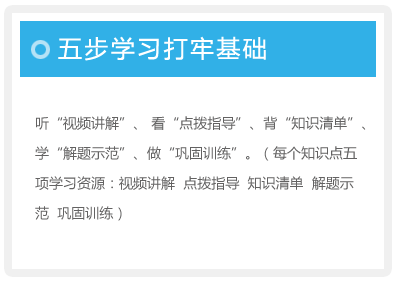 五步学习打牢基础
听“视频讲解”、 看“点拨指导”、背“知识清单”、
学“解题示范”、做“巩固训练”。（每个知识点五
项学习资源：视频讲解 点拨指导 知识清单 解题示
范 巩固训练）